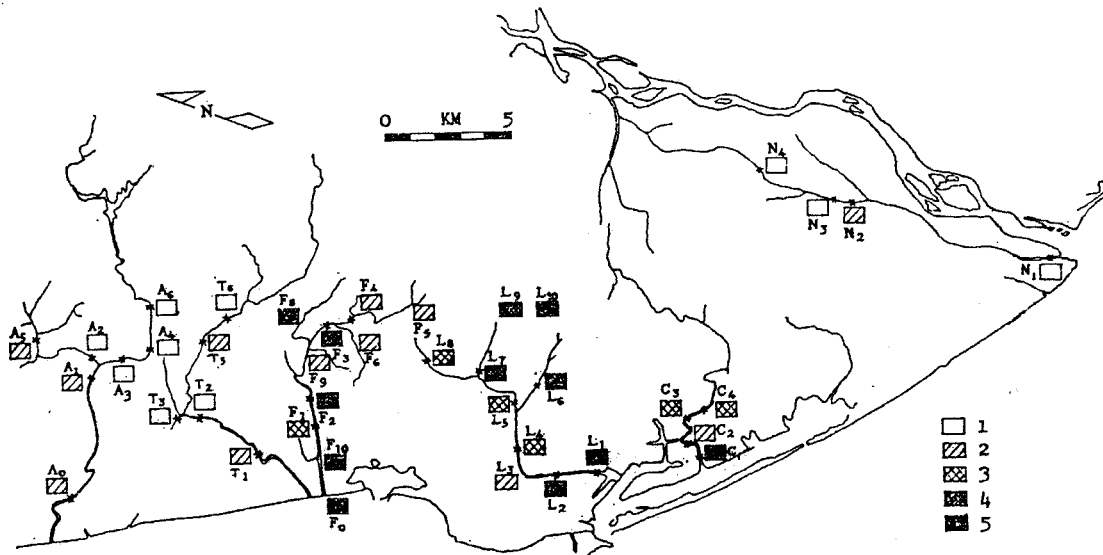 N
0 KM 5
N₄
N₃
N₂
N₁
A₆
T₆
F₈
F₄
L₉
L₁₀
A₅
A₂
A₄
T₅
F₃
F₆
F₅
L₈
A₁
A₃
F₉
L₇
L₆
T₃
T₂
F₁
F₂
L₅
C₃
C₄
T₁
F₁₀
L₄
L₁
C₂
C₁
A₀
F₀
L₃
L₂
1
2
3
4
5